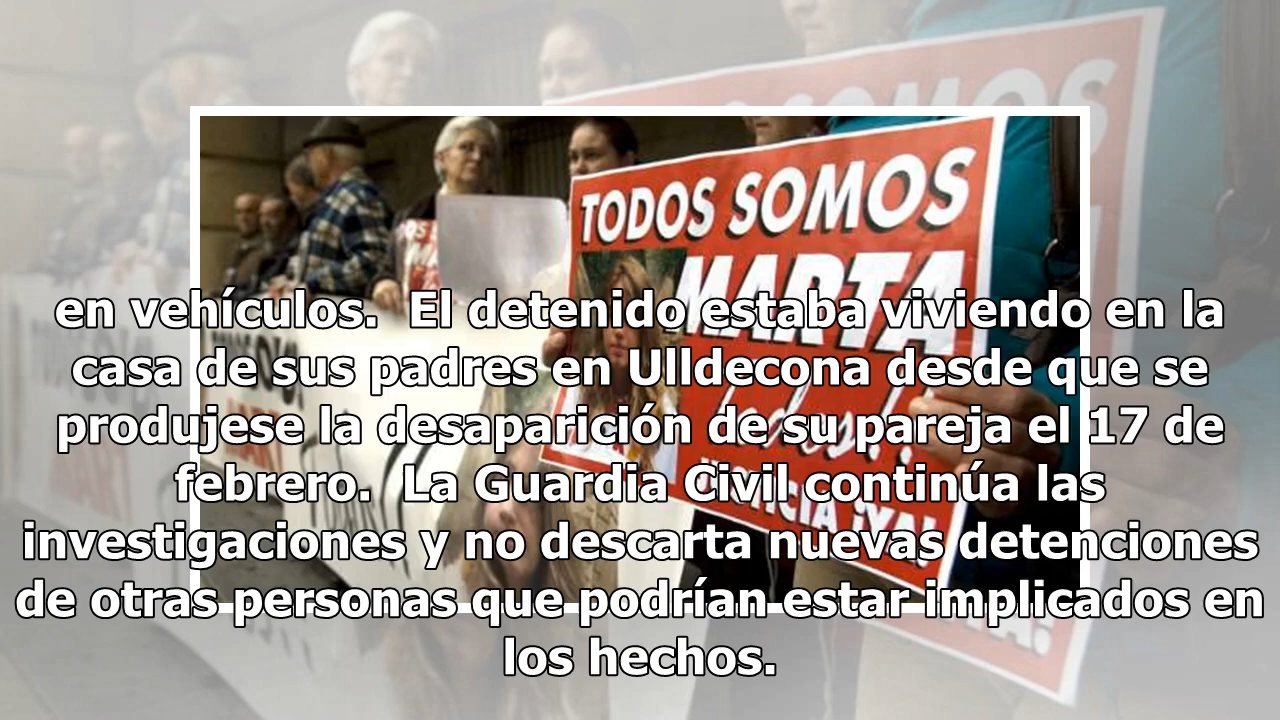 TODOS SOMOS
MARTA
en vehículos.  El detenido estaba viviendo en la
casa de sus padres en Ulldecona desde que se
produjese la desaparición de su pareja el 17 de
febrero.  La Guardia Civil continúa las
investigaciones y no descarta nuevas detenciones
de otras personas que podrían estar implicados en
los hechos.
¡YA!